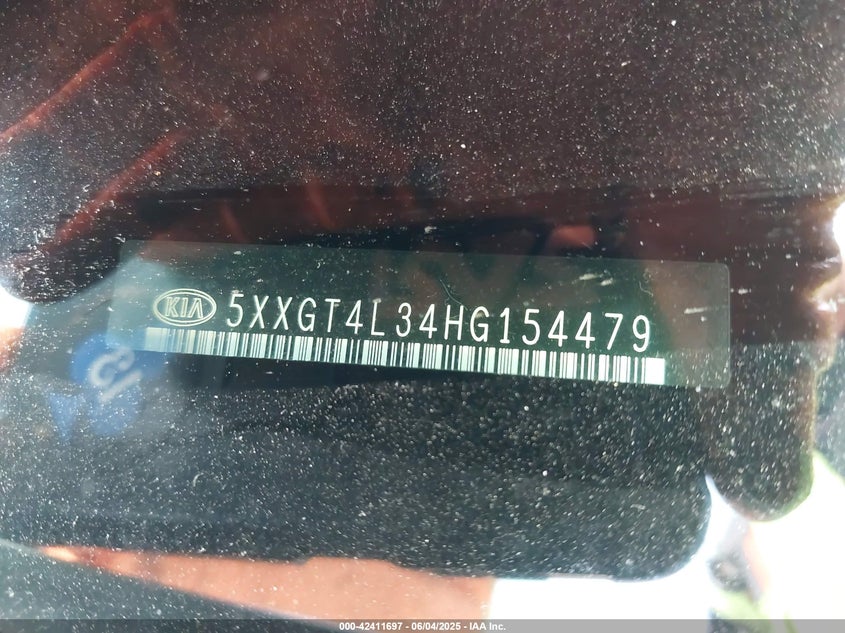 KIA 5XXGT4L34HG154479
000-42411697 - 06/04/2025 - IAA Inc.